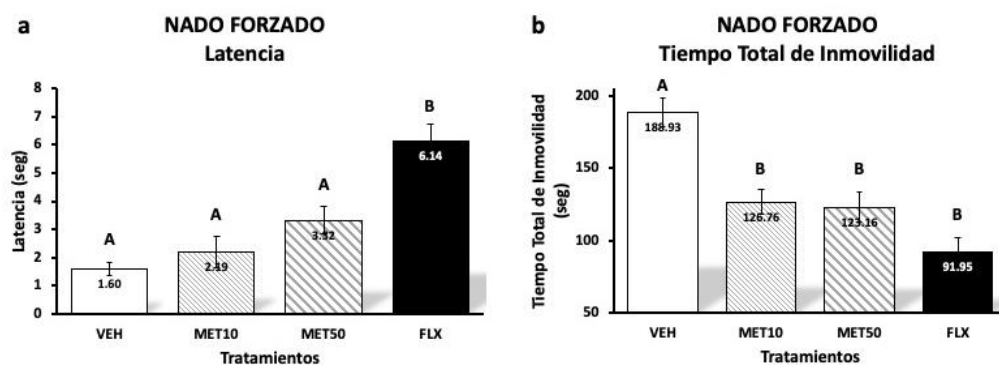 a
NADO FORZADO
Latencia
Latencia (seg)
8
7
6
5
4
3
2
1
0
A
A
A
B
1.60
2.19
3.32
6.14
VEH
MET10
MET50
FLX
Tratamientos
b
NADO FORZADO
Tiempo Total de Inmovilidad
Tiempo Total de Inmovilidad
(seg)
200
150
100
50
A
B
B
B
188.93
126.76
123.16
91.95
VEH
MET10
MET50
FLX
Tratamientos